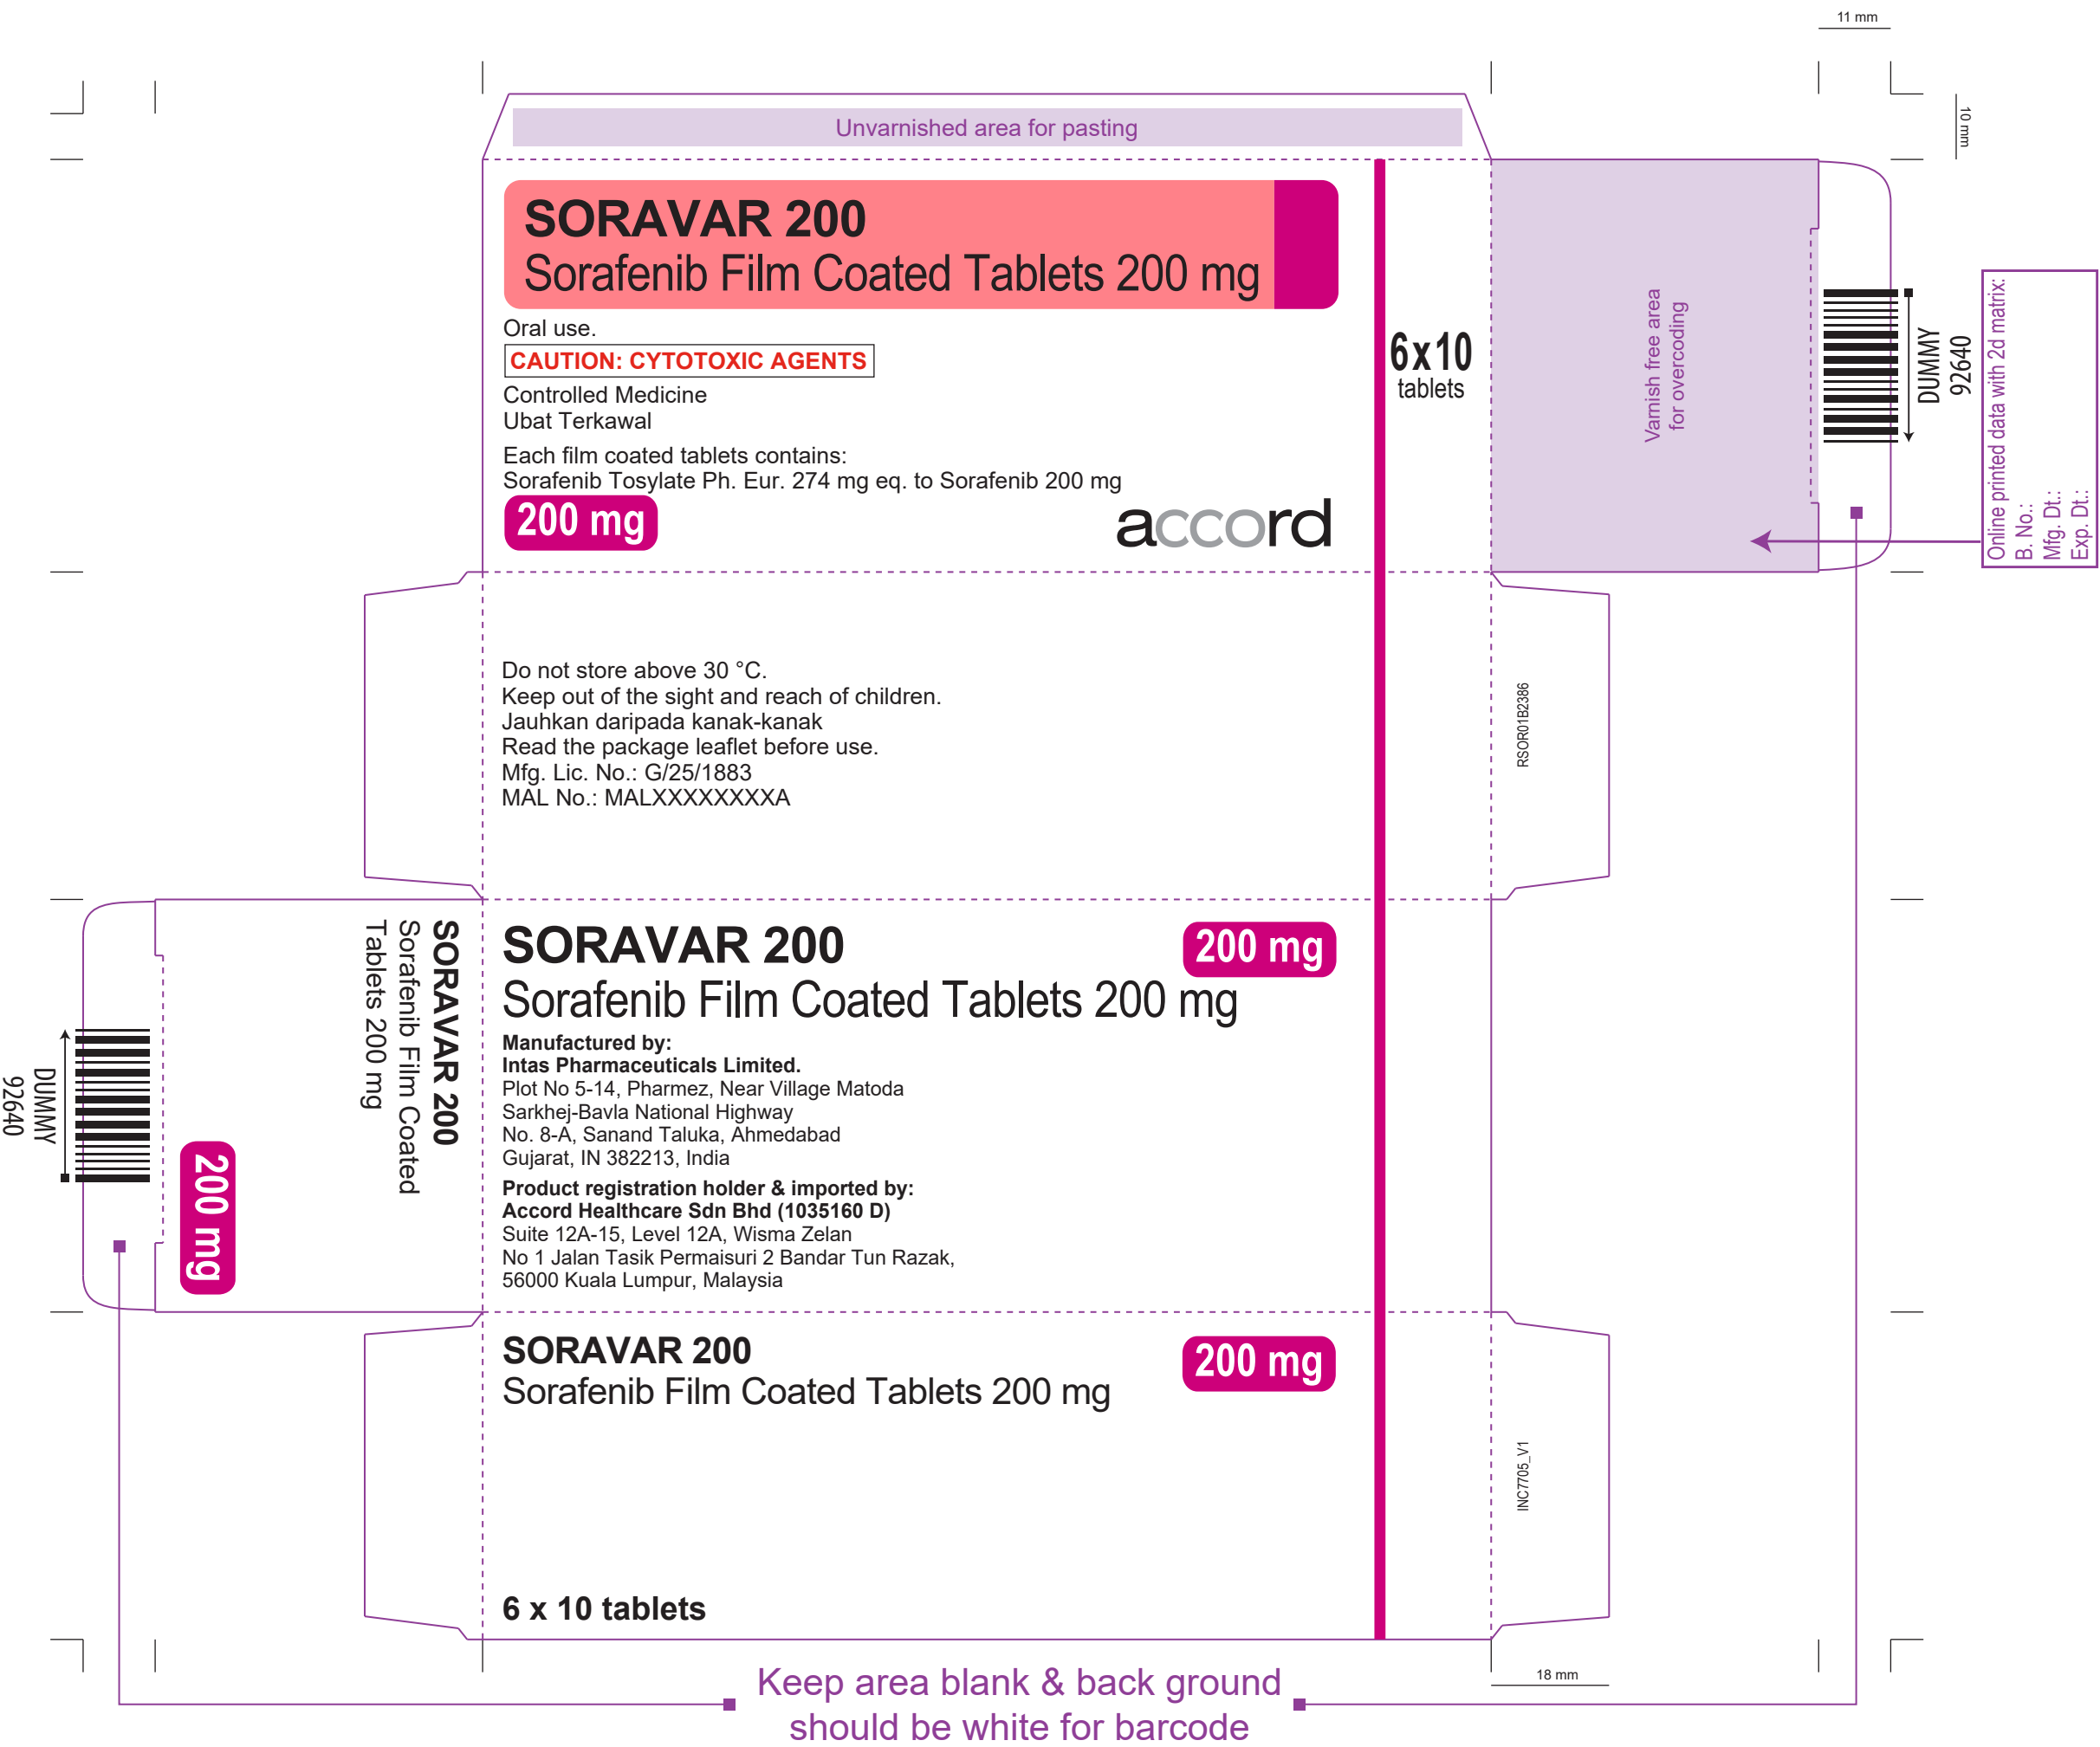 11 mm
10 mm
Unvarnished area for pasting
SORAVAR 200
Sorafenib Film Coated Tablets 200 mg
Oral use.
CAUTION: CYTOTOXIC AGENTS
Controlled Medicine
Ubat Terkawal
Each film coated tablets contains:
Sorafenib Tosylate Ph. Eur. 274 mg eq. to Sorafenib 200 mg
200 mg
accord
6x10
tablets
Varnish free area
for overcoding
DUMMY
92640
Online printed data with 2d matrix:
B. No.:
Mfg. Dt.:
Exp. Dt.:
Do not store above 30 °C.
Keep out of the sight and reach of children.
Jauhkan daripada kanak-kanak
Read the package leaflet before use.
Mfg. Lic. No.: G/25/1883
MAL No.: MALXXXXXXXXA
RSOR01B2386
SORAVAR 200
Sorafenib Film Coated
Tablets 200 mg
200 mg
DUMMY
92640
SORAVAR 200
200 mg
Sorafenib Film Coated Tablets 200 mg
Manufactured by:
Intas Pharmaceuticals Limited.
Plot No 5-14, Pharmez, Near Village Matoda
Sarkhej-Bavla National Highway
No. 8-A, Sanand Taluka, Ahmedabad
Gujarat, IN 382213, India
Product registration holder & imported by:
Accord Healthcare Sdn Bhd (1035160 D)
Suite 12A-15, Level 12A, Wisma Zelan
No 1 Jalan Tasik Permaisuri 2 Bandar Tun Razak,
56000 Kuala Lumpur, Malaysia
SORAVAR 200
200 mg
Sorafenib Film Coated Tablets 200 mg
INC7705_V1
6 x 10 tablets
18 mm
Keep area blank & back ground
should be white for barcode